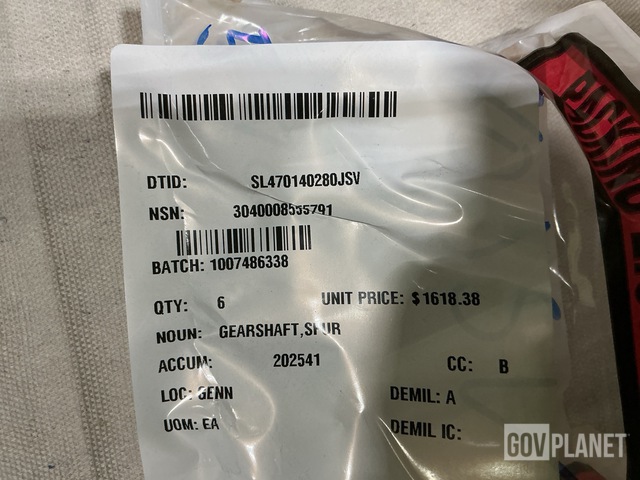 DTID: SL470140280JSV
NSN: 3040008555791
BATCH: 1007486338
QTY: 6 UNIT PRICE: $1618.38
NOUN: GEARSHAFT,SPUR
ACCUM: 202541 CC: B
LOC: GENN DEMIL: A
UOM: EA DEMIL IC:
PACKING
GOVPLANET